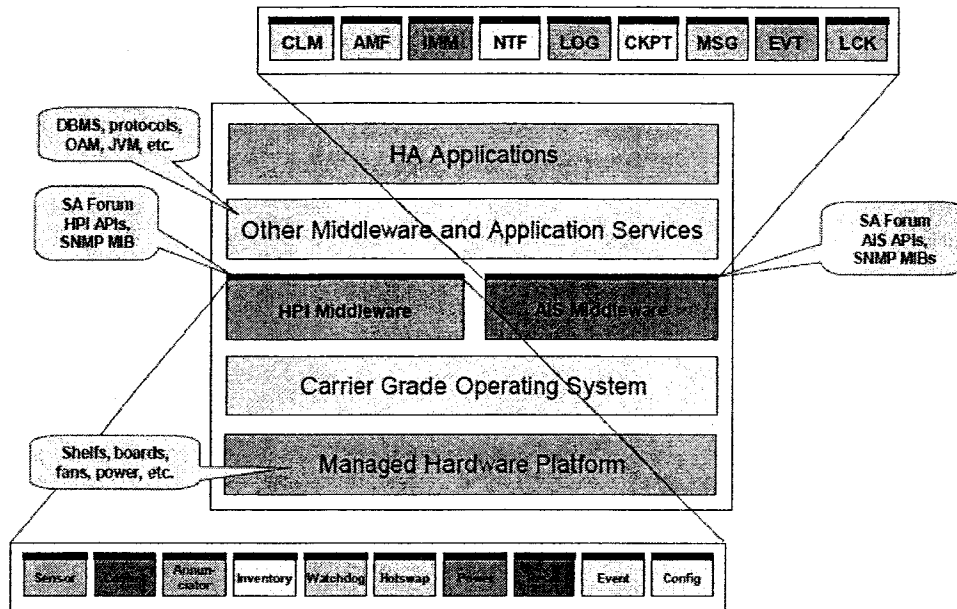 CLM AMF IMM NTF LOG CKPT MSG EVT LCK
DBMS, protocols,
OAM, JVM, etc.
HA Applications
SA Forum
HPI APIs,
SNMP MIB
Other Middleware and Application Services
SA Forum
AIS APIs,
SNMP MIBs
HPI Middleware
AIS Middleware
Carrier Grade Operating System
Shelfs, boards,
fans, power, etc.
Managed Hardware Platform
Sensor
Annun-
ciator
Inventory
Watchdog
Hotswap
Power
Event
Config